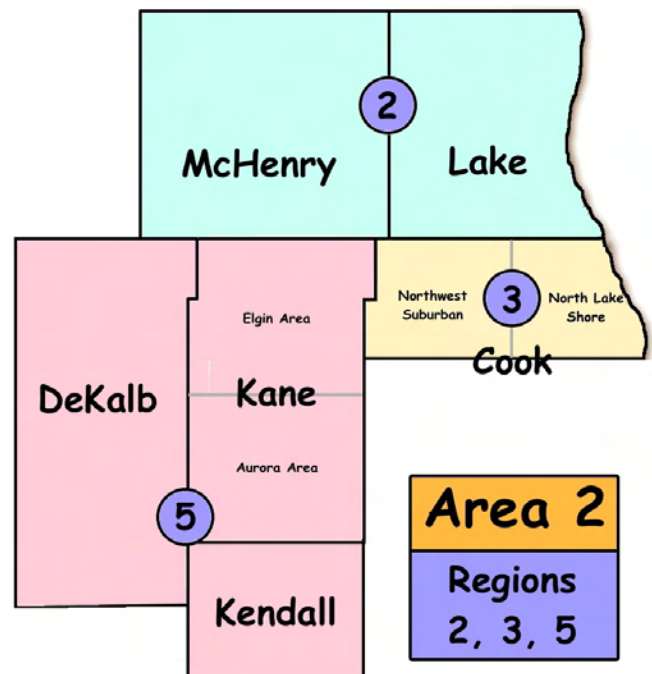 2
McHenry
Lake
Elgin Area
Northwest
Suburban
3
North Lake
Shore
Cook
DeKalb
Kane
Aurora Area
5
Kendall
Area 2
Regions
2, 3, 5